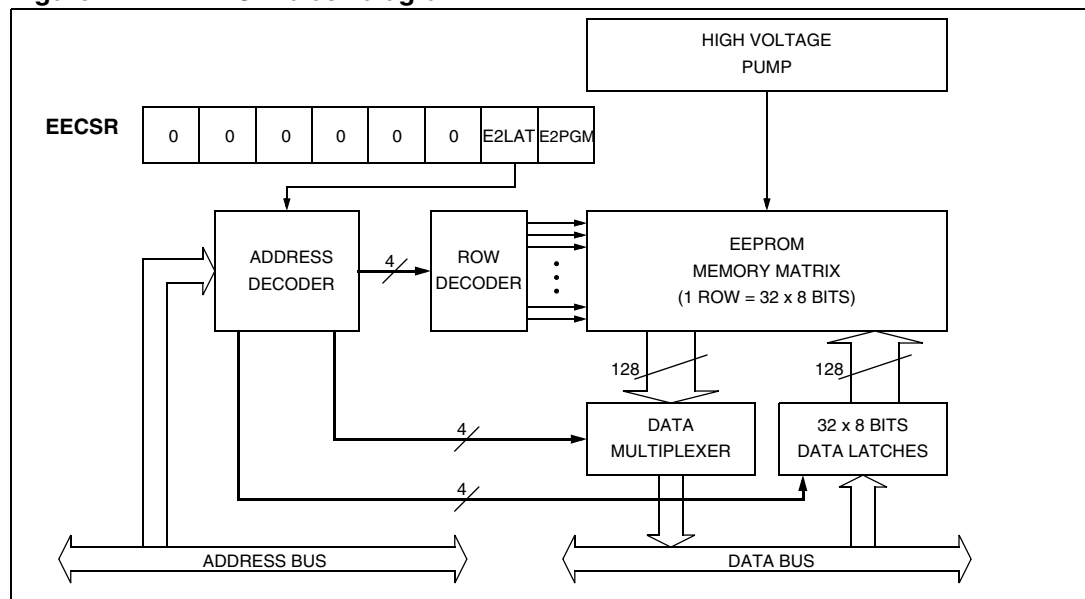 HIGH VOLTAGE
PUMP
EECSR
0 0 0 0 0 0 E2LAT E2PGM
ADDRESS
DECODER
4
ROW
DECODER
EEPROM
MEMORY MATRIX
(1 ROW = 32 x 8 BITS)
128
128
DATA
MULTIPLEXER
32 x 8 BITS
DATA LATCHES
4
4
ADDRESS BUS
DATA BUS